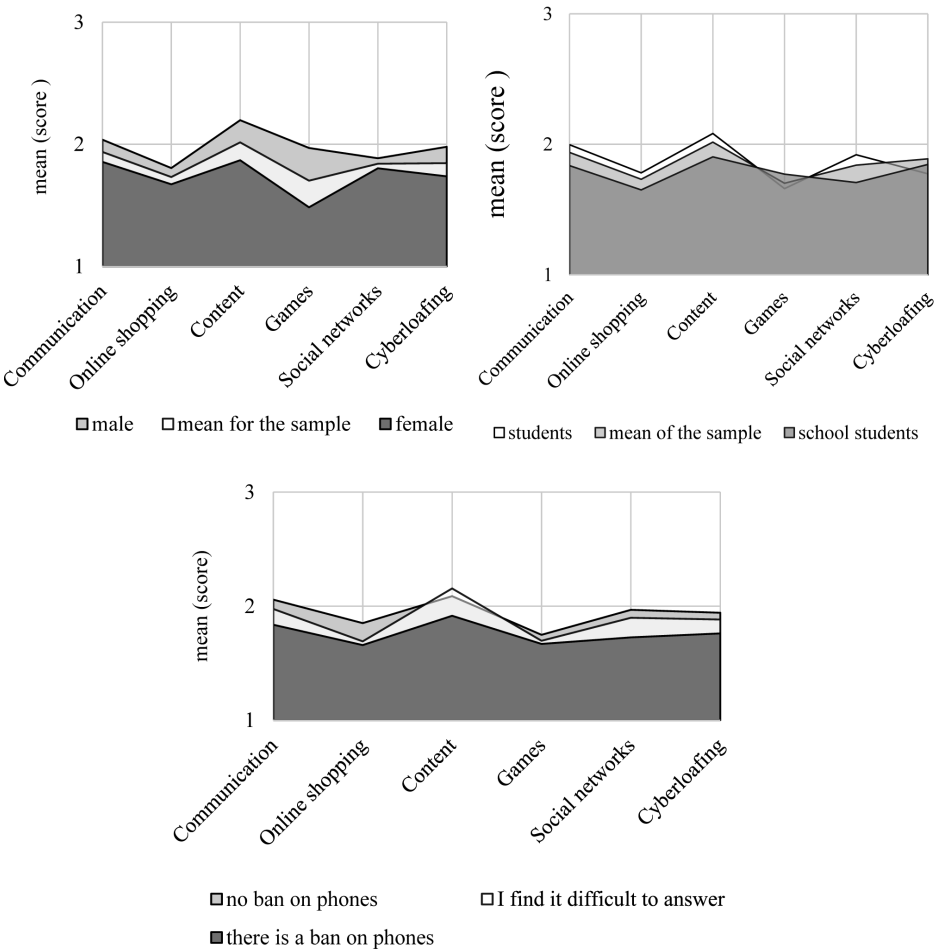 3
2
1
mean (score )
Communication
Online shopping
Content
Games
Social networks
Cyberloafing
male mean for the sample female
3
2
1
mean (score )
Communication
Online shopping
Content
Games
Social networks
Cyberloafing
students mean of the sample school students
3
2
1
mean (score)
Communication
Online shopping
Content
Games
Social networks
Cyberloafing
no ban on phones I find it difficult to answer
there is a ban on phones